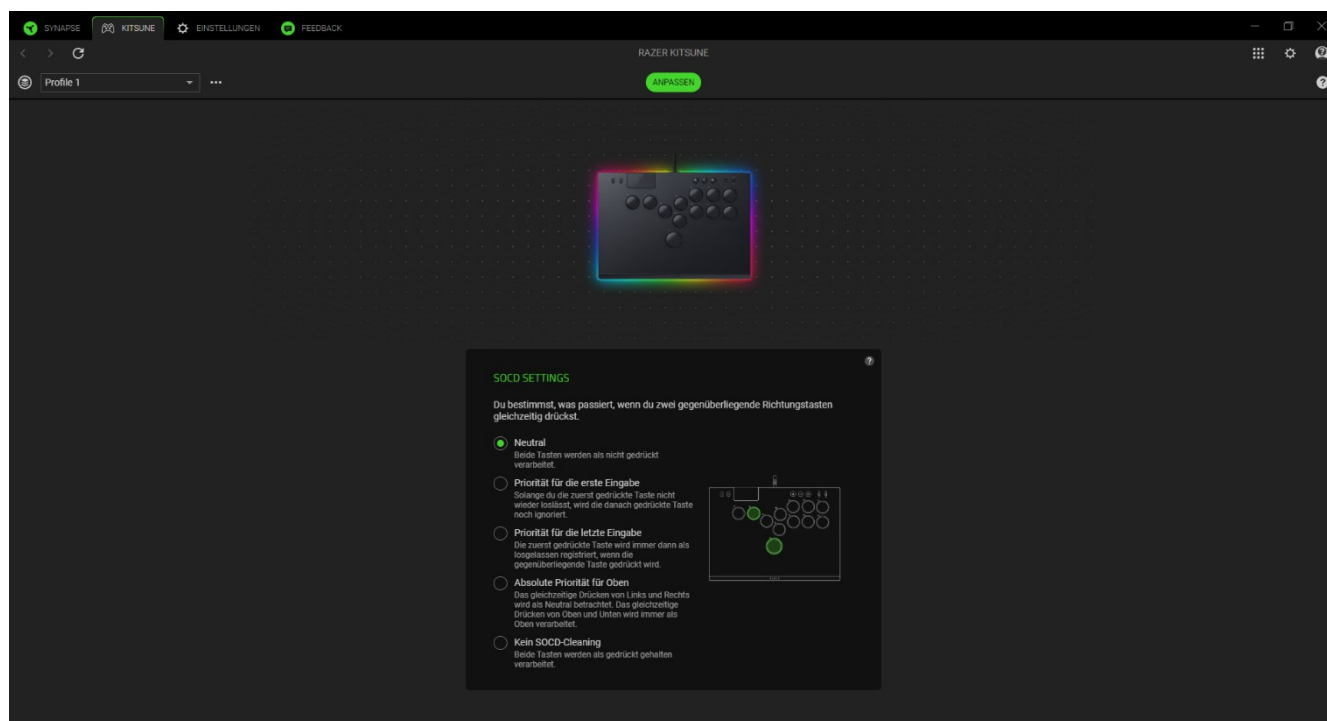 SYNAPSE KITSUNE EINSTELLUNGEN FEEDBACK
RAZER KITSUNE
Profile 1
ANPASSEN
SOCD SETTINGS
Du bestimmst, was passiert, wenn du zwei gegenüberliegende Richtungstasten
gleichzeitig drückst.
Neutral
Beide Tasten werden als nicht gedrückt
verarbeitet.
Priorität für die erste Eingabe
Solange du die zuerst gedrückte Taste nicht
wieder loslässt, wird die danach gedrückte Taste
noch ignoriert.
Priorität für die letzte Eingabe
Die zuerst gedrückte Taste wird immer dann als
losgelassen registriert, wenn die
gegenüberliegende Taste gedrückt wird.
Absolute Priorität für Oben
Das gleichzeitige Drücken von Links und Rechts
wird als Neutral betrachtet. Das gleichzeitige
Drücken von Oben und Unten wird immer als
Oben verarbeitet.
Kein SOCD-Cleaning
Beide Tasten werden als gedrückt gehalten
verarbeitet.